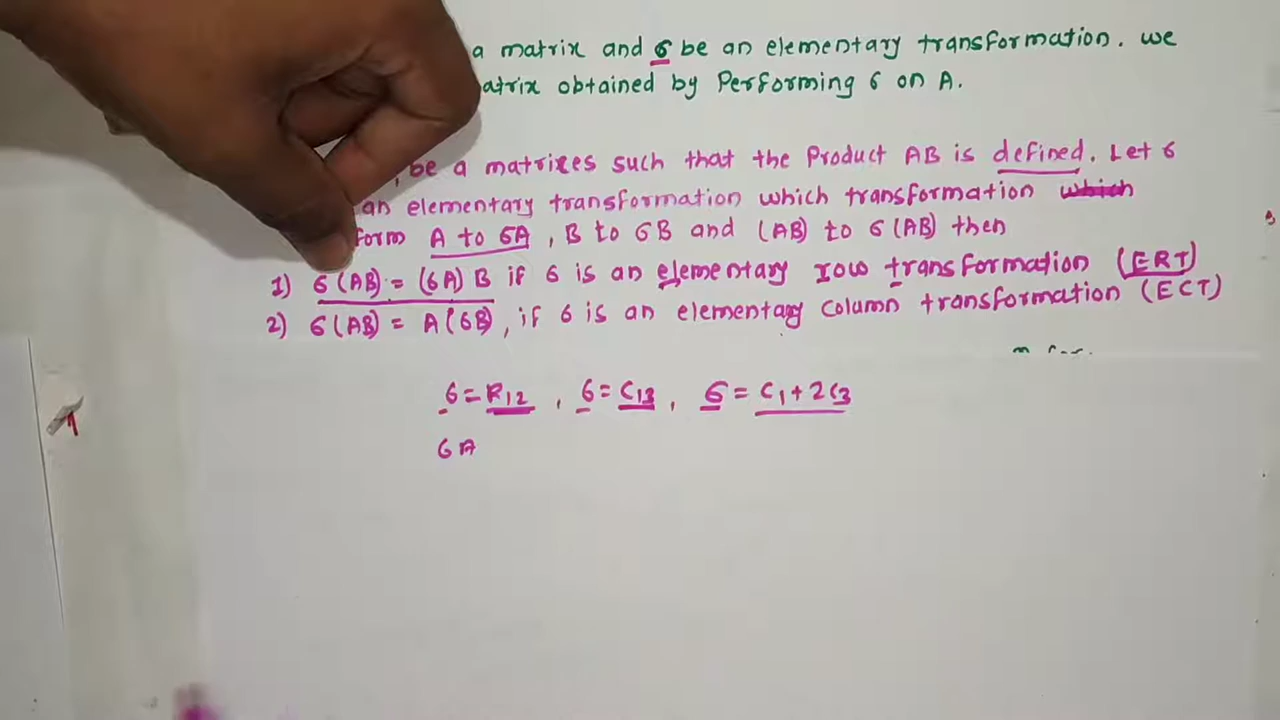 a matrix and 6 be an elementary transformation. we
atrix obtained by Performing 6 on A.
be a matrixes such that the Product AB is defined. Let 6
an elementary transformation which transformation which
form A to 6A, B to 6B and (AB) to 6(AB) then
1) 6(AB) = (6A)B if 6 is an elementary row transformation (ERT)
2) 6(AB) = A(6B), if 6 is an elementary column transformation (ECT)
6=R12, 6=C13, 6=C1+2C3
6A